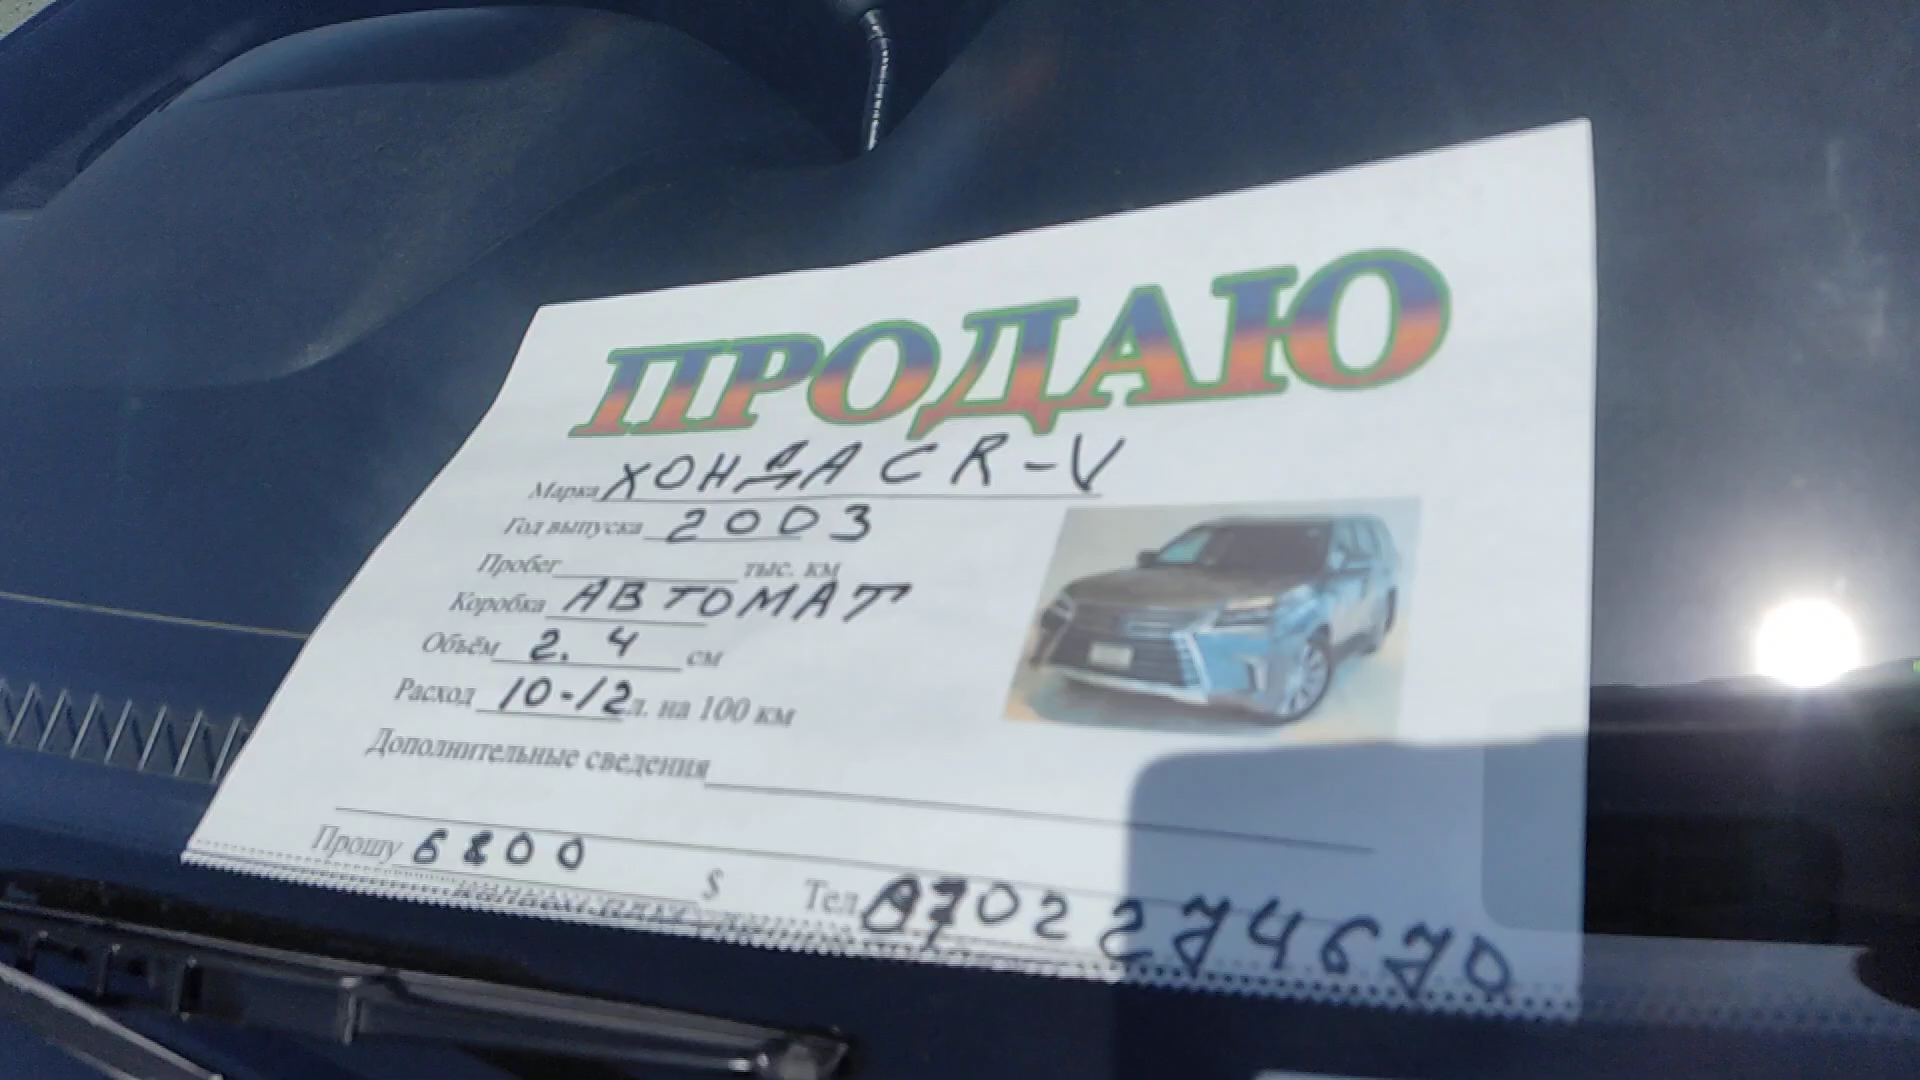 ПРОДАЮ
Марка ХОНДА CR-V
Год выпуска 2003
Пробег тыс. км
Коробка АВТОМАТ
Объём 2.4 см
Расход 10-12 л. на 100 км
Дополнительные сведения
Прошу 6800 $ Тел. 87022274670